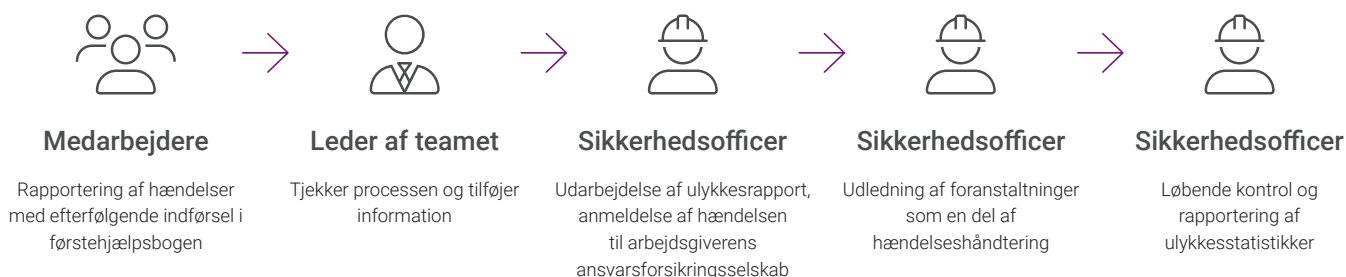 Medarbejdere
Rapportering af hændelser
med efterfølgende indførsel i
førstehjælpsbogen
Leder af teamet
Tjekker processen og tilføjer
information
Sikkerhedsofficer
Udarbejdelse af ulykkesrapport,
anmeldelse af hændelsen
til arbejdsgiverens
ansvarsforsikringsselskab
Sikkerhedsofficer
Udledning af foranstaltninger
som en del af
hændelseshåndtering
Sikkerhedsofficer
Løbende kontrol og
rapportering af
ulykkesstatistikker